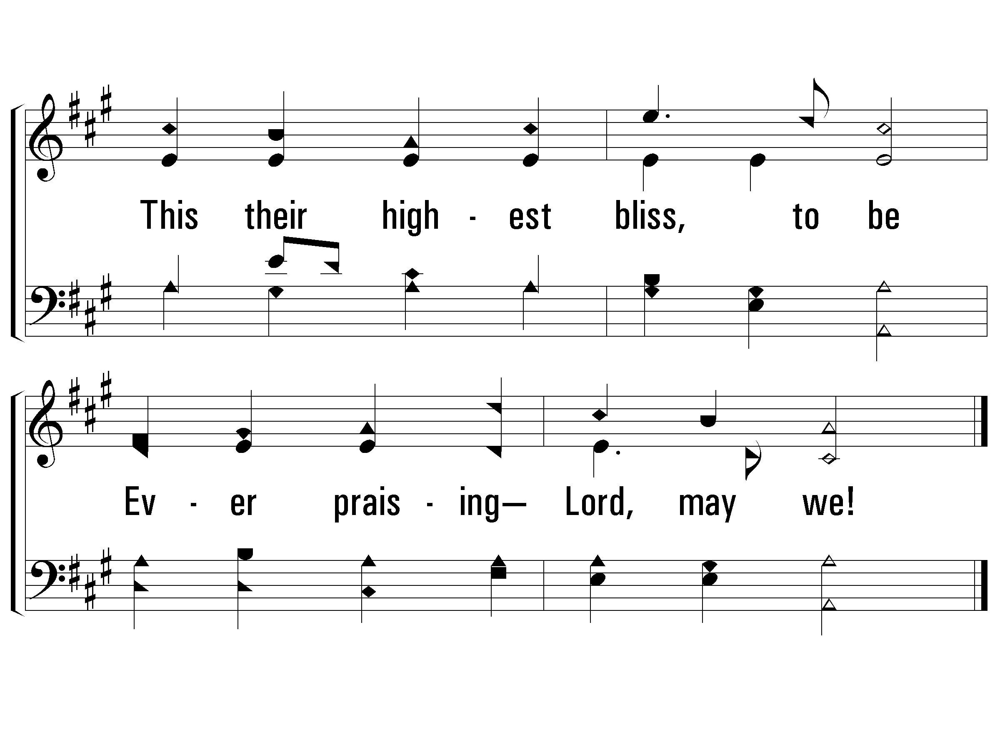 This their high - est bliss, to be
Ev - er prais - ing— Lord, may we!